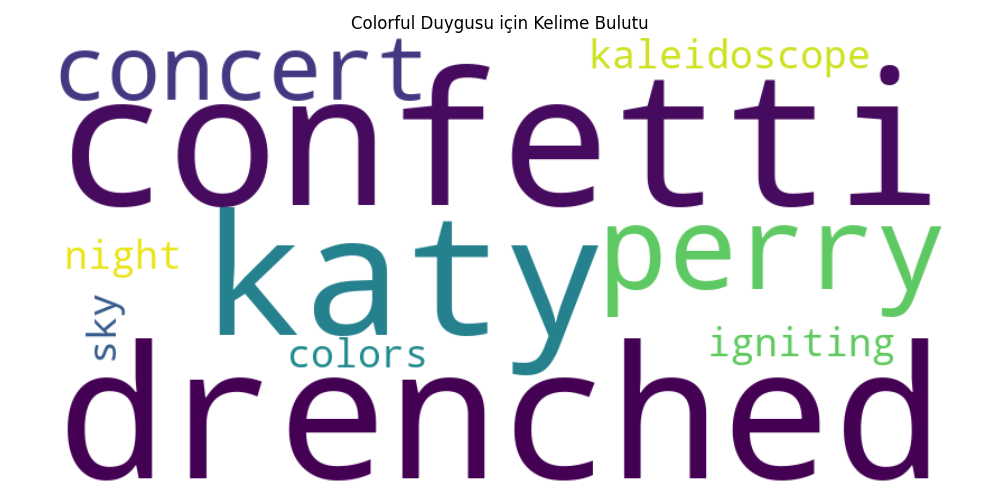 Colorful Duygusu için Kelime Bulutu
concert
kaleidoscope
confetti
katy
perry
night
sky
colors
igniting
drenched